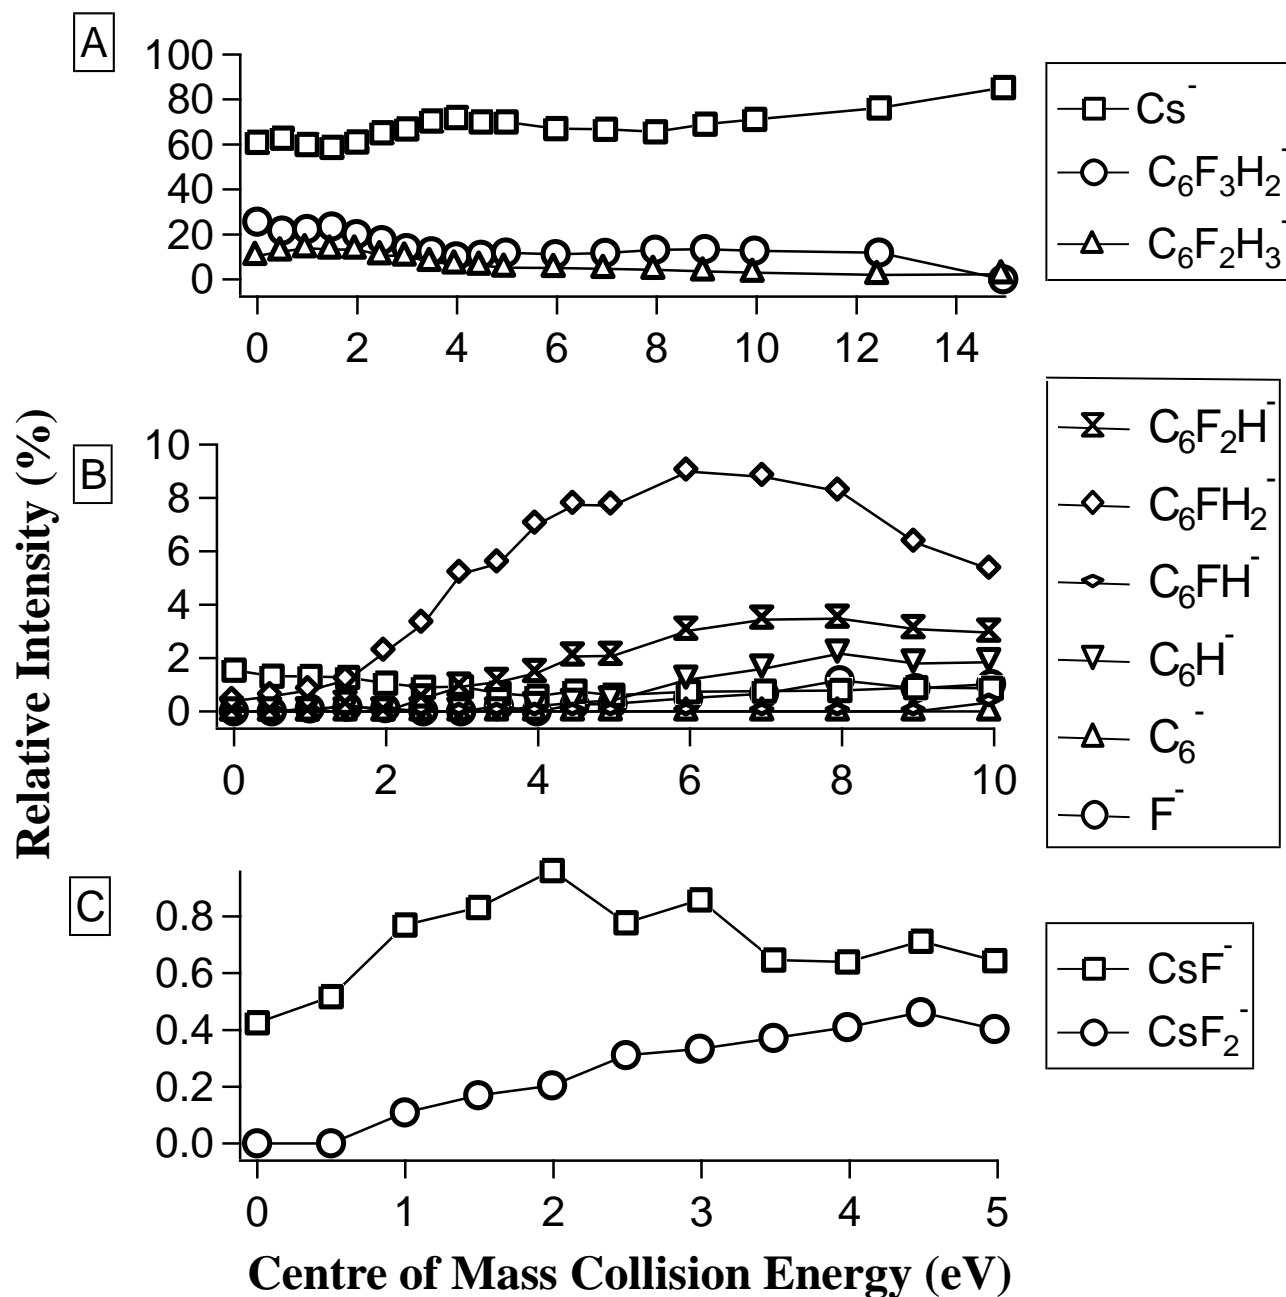 A
100
80
60
40
20
0
0 2 4 6 8 10 12 14
Cs⁻
C₆F₃H₂⁻
C₆F₂H₃⁻
Relative Intensity (%)
B
10
8
6
4
2
0
0 2 4 6 8 10
C₆F₂H⁻
C₆FH₂⁻
C₆FH⁻
C₆H⁻
C₆⁻
F⁻
C
0.8
0.6
0.4
0.2
0.0
0 1 2 3 4 5
CsF⁻
CsF₂⁻
Centre of Mass Collision Energy (eV)